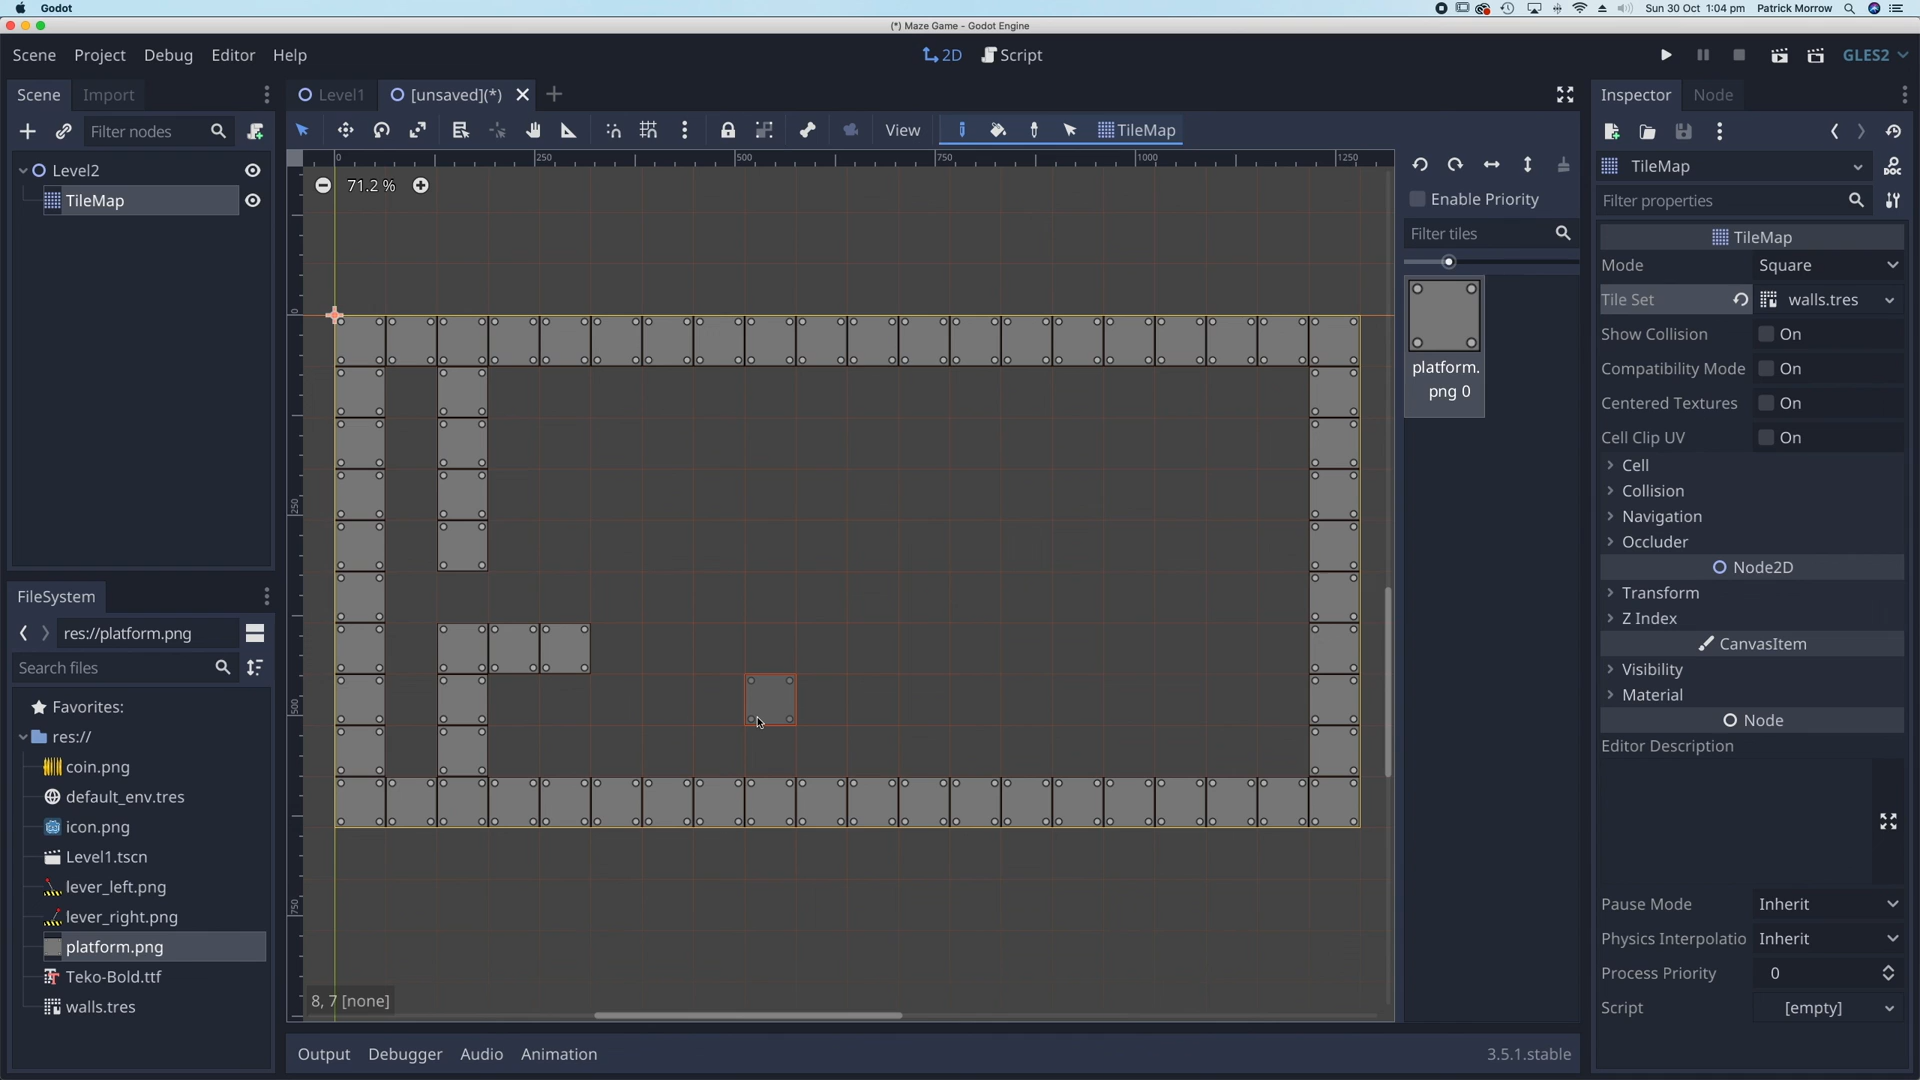 Godot
Sun 30 Oct 1:04 pm Patrick Morrow
(*) Maze Game - Godot Engine
Scene Project Debug Editor Help
2D Script
GLES2
Scene Import
Level1 [unsaved](*)
Inspector Node
Filter nodes
View TileMap
Level2
TileMap
0 250 500 750 1000 1250
71.2 %
0
250
500
750
8, 7 [none]
Enable Priority
Filter tiles
platform.
png 0
TileMap
Filter properties
TileMap
Mode Square
Tile Set walls.tres
Show Collision On
Compatibility Mode On
Centered Textures On
Cell Clip UV On
Cell
Collision
Navigation
Occluder
Node2D
Transform
Z Index
CanvasItem
Visibility
Material
Node
Editor Description
Pause Mode Inherit
Physics Interpolatio Inherit
Process Priority 0
Script [empty]
FileSystem
res://platform.png
Search files
Favorites:
res://
coin.png
default_env.tres
icon.png
Level1.tscn
lever_left.png
lever_right.png
platform.png
Teko-Bold.ttf
walls.tres
Output Debugger Audio Animation
3.5.1.stable